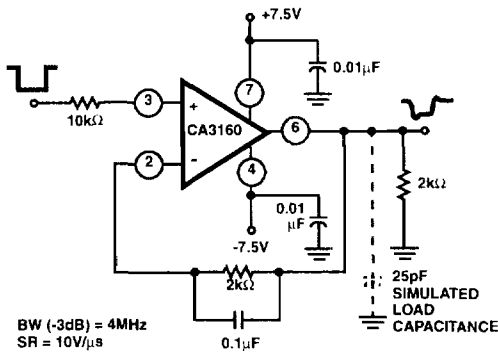 +7.5V
0.01µF
10kΩ
3
+
CA3160
7
6
2
-
4
0.01
µF
-7.5V
2kΩ
2kΩ
0.1µF
25pF
SIMULATED
LOAD
CAPACITANCE
BW (-3dB) = 4MHz
SR = 10V/µs